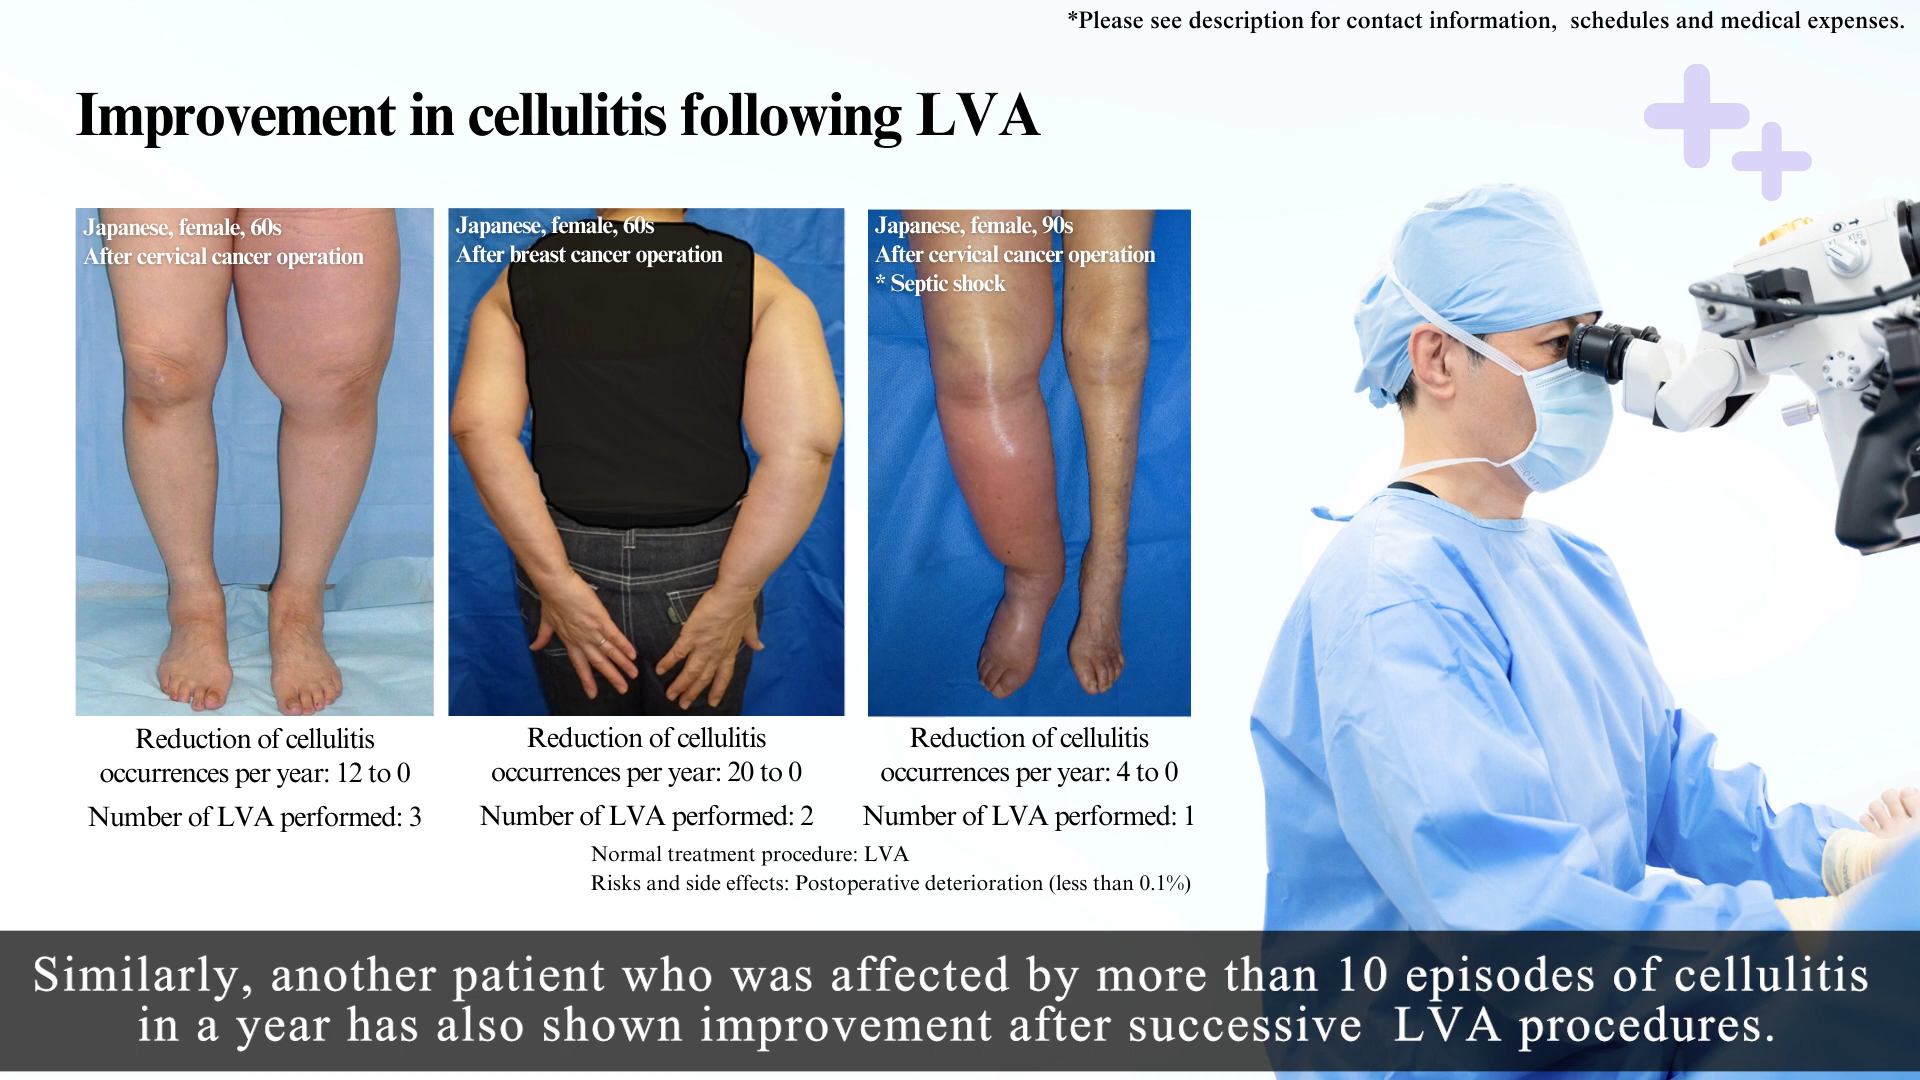 *Please see description for contact information, schedules and medical expenses.
Improvement in cellulitis following LVA
Japanese, female, 60s
After cervical cancer operation
Japanese, female, 60s
After breast cancer operation
Japanese, female, 90s
After cervical cancer operation
* Septic shock
Reduction of cellulitis
occurrences per year: 12 to 0
Number of LVA performed: 3
Reduction of cellulitis
occurrences per year: 20 to 0
Number of LVA performed: 2
Reduction of cellulitis
occurrences per year: 4 to 0
Number of LVA performed: 1
Normal treatment procedure: LVA
Risks and side effects: Postoperative deterioration (less than 0.1%)
Similarly, another patient who was affected by more than 10 episodes of cellulitis
in a year has also shown improvement after successive LVA procedures.